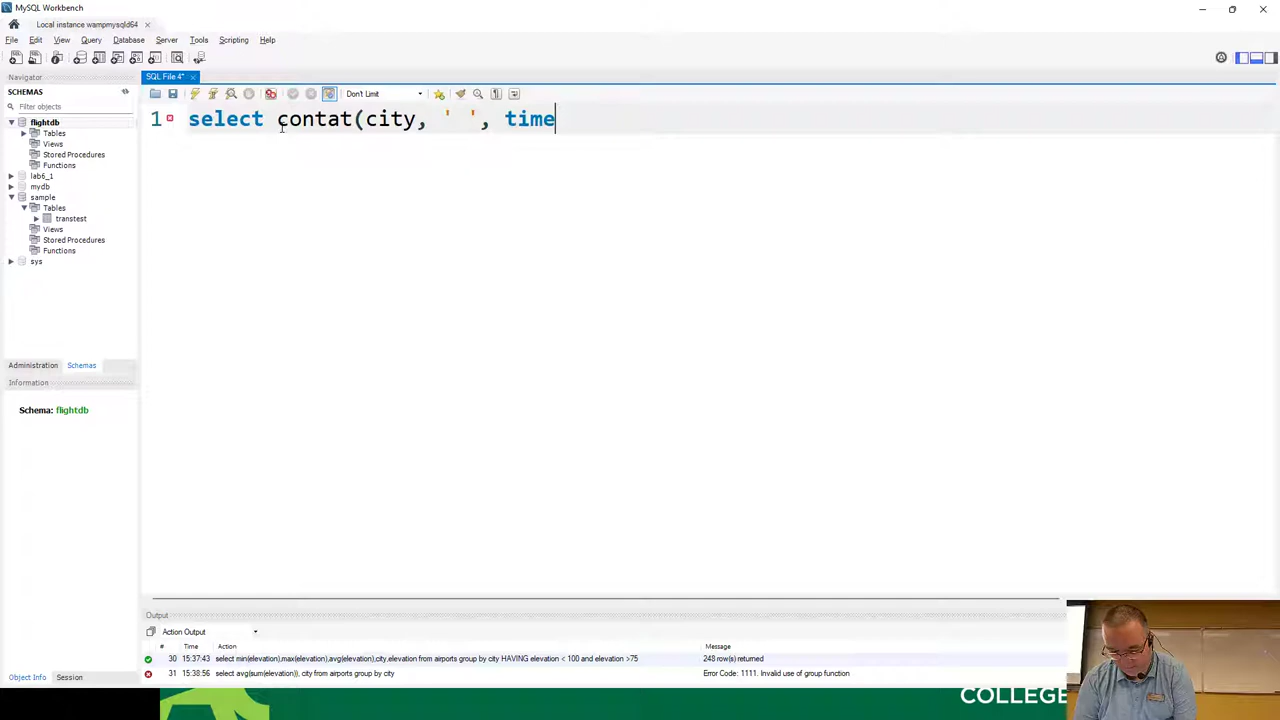 MySQL Workbench
Local instance wampmysqld64
File Edit View Query Database Server Tools Scripting Help
Navigator
SQL File 4*
SCHEMAS
Don't Limit
Filter objects
1 select contat(city, ' ', time
flightdb
Tables
Views
Stored Procedures
Functions
lab6_1
mydb
sample
Tables
transtest
Views
Stored Procedures
Functions
sys
Administration Schemas
Information
Schema: flightdb
Output
Action Output
# Time Action Message
30 15:37:43 select min(elevation),max(elevation),avg(elevation),city,elevation from airports group by city HAVING elevation < 100 and elevation >75 248 row(s) returned
31 15:38:56 select avg(sum(elevation)), city from airports group by city Error Code: 1111. Invalid use of group function
Object Info Session
COLLEGE